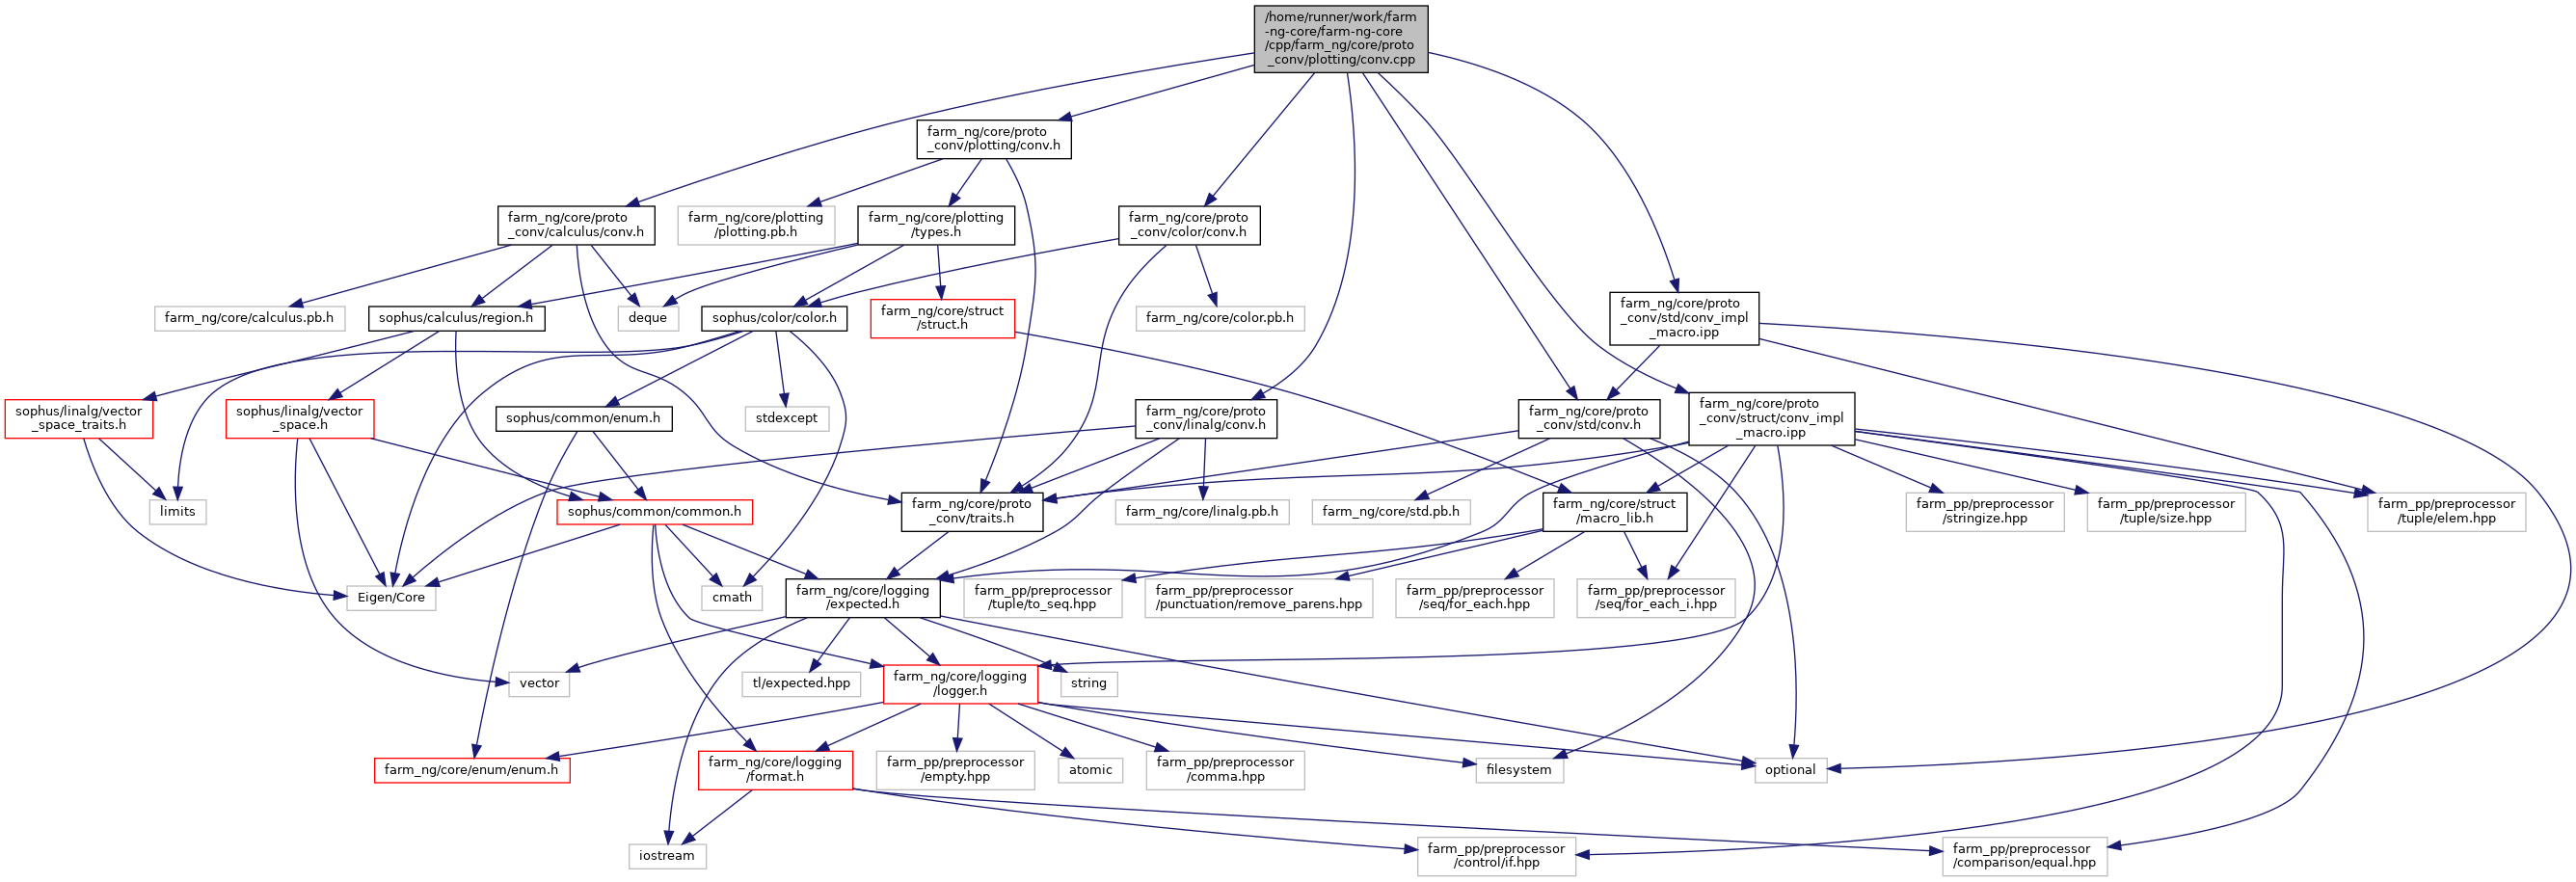 /home/runner/work/farm
-ng-core/farm-ng-core
/cpp/farm_ng/core/proto
_conv/plotting/conv.cpp
farm_ng/core/proto
_conv/plotting/conv.h
farm_ng/core/proto
_conv/calculus/conv.h
farm_ng/core/plotting
/plotting.pb.h
farm_ng/core/plotting
/types.h
farm_ng/core/proto
_conv/color/conv.h
farm_ng/core/calculus.pb.h
sophus/calculus/region.h
deque
sophus/color/color.h
farm_ng/core/struct
/struct.h
farm_ng/core/color.pb.h
farm_ng/core/proto
_conv/std/conv_impl
_macro.ipp
sophus/linalg/vector
_space_traits.h
sophus/linalg/vector
_space.h
sophus/common/enum.h
stdexcept
farm_ng/core/proto
_conv/linalg/conv.h
farm_ng/core/proto
_conv/std/conv.h
farm_ng/core/proto
_conv/struct/conv_impl
_macro.ipp
limits
sophus/common/common.h
farm_ng/core/proto
_conv/traits.h
farm_ng/core/linalg.pb.h
farm_ng/core/std.pb.h
farm_ng/core/struct
/macro_lib.h
farm_pp/preprocessor
/stringize.hpp
farm_pp/preprocessor
/tuple/size.hpp
farm_pp/preprocessor
/tuple/elem.hpp
Eigen/Core
cmath
farm_ng/core/logging
/expected.h
farm_pp/preprocessor
/tuple/to_seq.hpp
farm_pp/preprocessor
/punctuation/remove_parens.hpp
farm_pp/preprocessor
/seq/for_each.hpp
farm_pp/preprocessor
/seq/for_each_i.hpp
vector
tl/expected.hpp
farm_ng/core/logging
/logger.h
string
farm_ng/core/enum/enum.h
farm_ng/core/logging
/format.h
farm_pp/preprocessor
/empty.hpp
atomic
farm_pp/preprocessor
/comma.hpp
filesystem
optional
iostream
farm_pp/preprocessor
/control/if.hpp
farm_pp/preprocessor
/comparison/equal.hpp